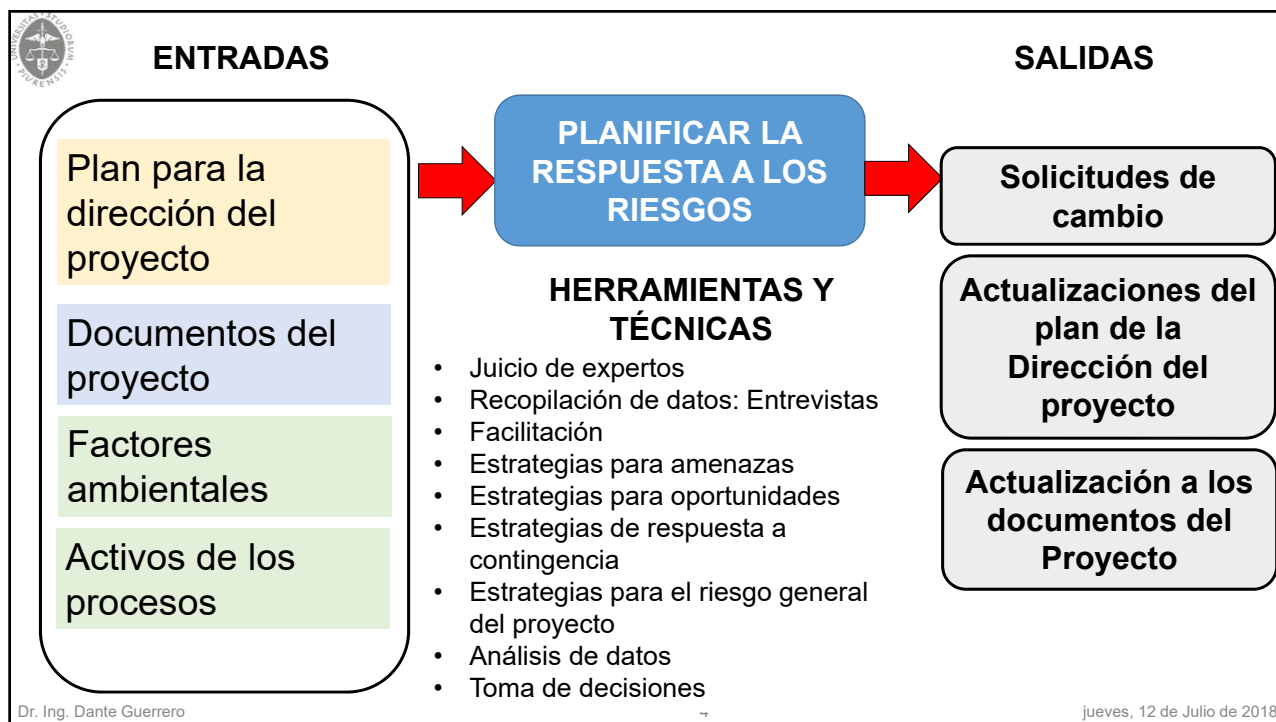 UNIVERSITAS STUDIORUM
PIURENSIS
ENTRADAS
Plan para la
dirección del
proyecto
Documentos del
proyecto
Factores
ambientales
Activos de los
procesos
PLANIFICAR LA
RESPUESTA A LOS
RIESGOS
HERRAMIENTAS Y
TÉCNICAS
• Juicio de expertos
• Recopilación de datos: Entrevistas
• Facilitación
• Estrategias para amenazas
• Estrategias para oportunidades
• Estrategias de respuesta a
contingencia
• Estrategias para el riesgo general
del proyecto
• Análisis de datos
• Toma de decisiones
SALIDAS
Solicitudes de
cambio
Actualizaciones del
plan de la
Dirección del
proyecto
Actualización a los
documentos del
Proyecto
Dr. Ing. Dante Guerrero
jueves, 12 de Julio de 2018